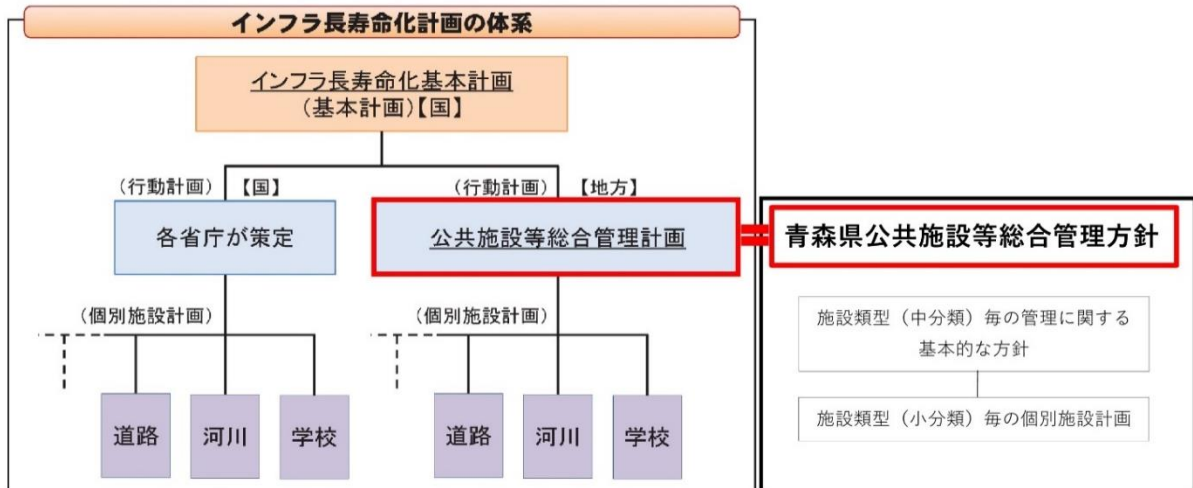 インフラ長寿命化計画の体系
インフラ長寿命化基本計画
(基本計画)【国】
(行動計画) 【国】
各省庁が策定
(個別施設計画)
道路
河川
学校
(行動計画) 【地方】
公共施設等総合管理計画
(個別施設計画)
道路
河川
学校
青森県公共施設等総合管理方針
施設類型（中分類）毎の管理に関する
基本的な方針
施設類型（小分類）毎の個別施設計画